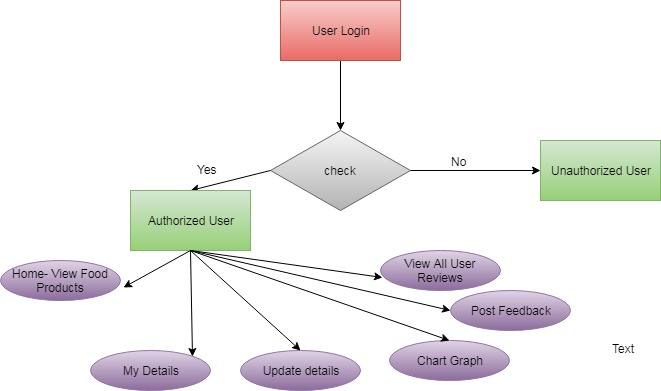 User Login
check
Yes
No
Unauthorized User
Authorized User
Home- View Food
Products
View All User
Reviews
Post Feedback
Text
Chart Graph
My Details
Update details